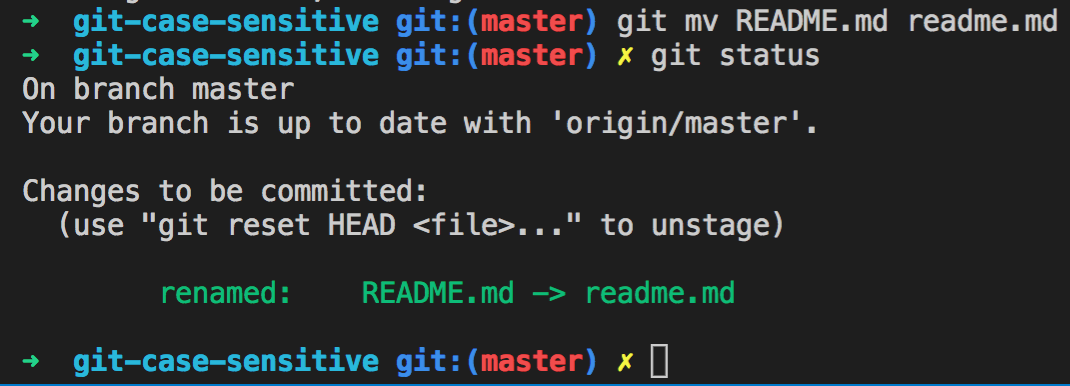 ➜  git-case-sensitive git:(master) git mv README.md readme.md
➜  git-case-sensitive git:(master) ✗ git status
On branch master
Your branch is up to date with 'origin/master'.
Changes to be committed:
  (use "git reset HEAD <file>..." to unstage)
        renamed:    README.md -> readme.md
➜  git-case-sensitive git:(master) ✗